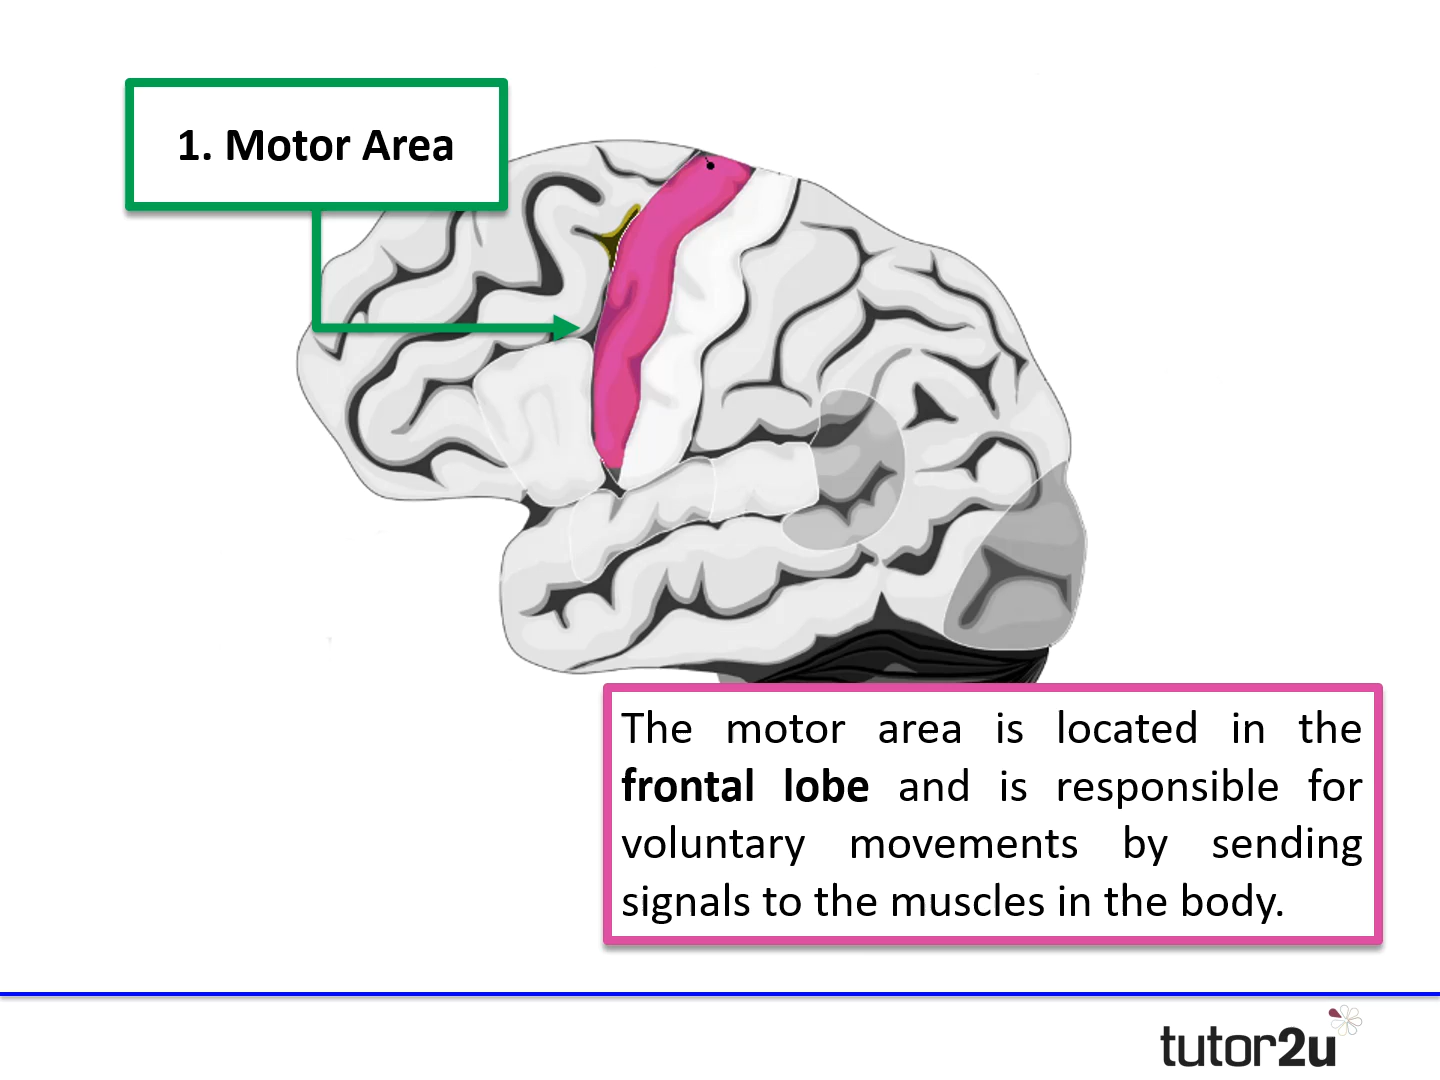 1. Motor Area
The motor area is located in the
frontal lobe and is responsible for
voluntary movements by sending
signals to the muscles in the body.
tutor2u